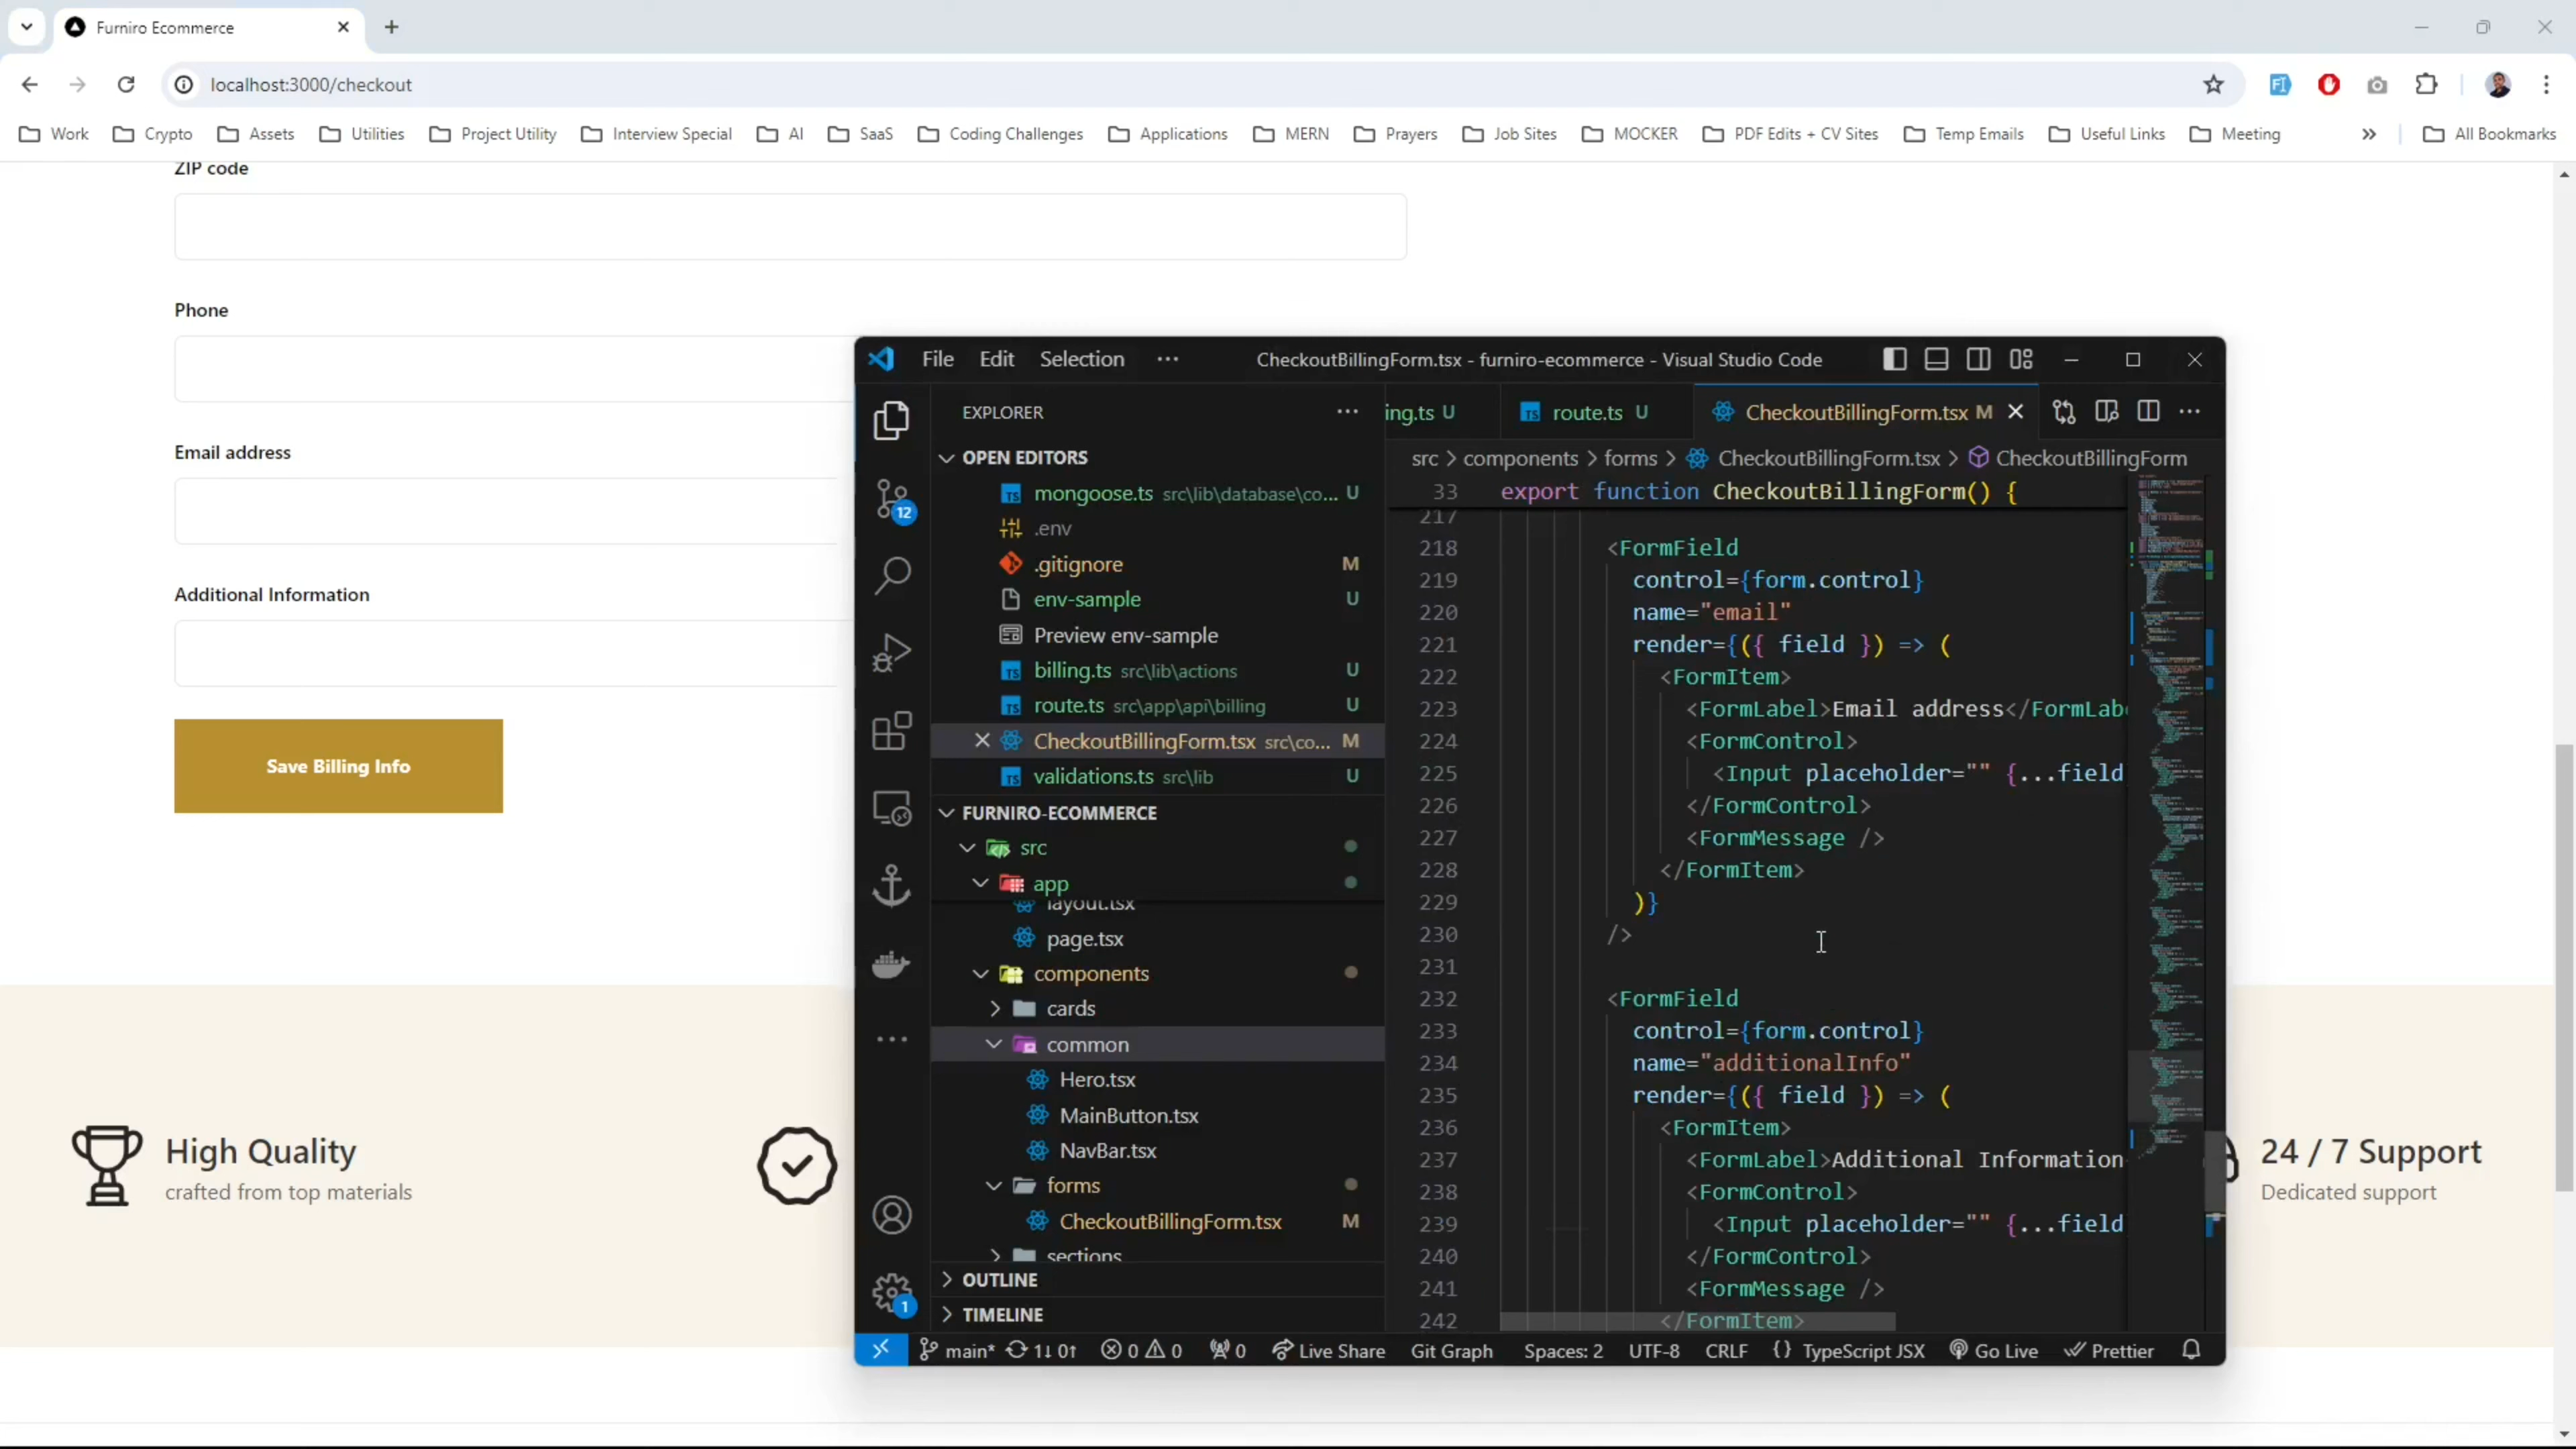 Furniro Ecommerce
localhost:3000/checkout
Work Crypto Assets Utilities Project Utility Interview Special AI SaaS Coding Challenges Applications MERN Prayers Job Sites MOCKER PDF Edits + CV Sites Temp Emails Useful Links Meeting » All Bookmarks
ZIP code
Phone
Email address
Additional Information
Save Billing Info
High Quality
crafted from top materials
24 / 7 Support
Dedicated support
File Edit Selection ··· CheckoutBillingForm.tsx - furniro-ecommerce - Visual Studio Code
EXPLORER ···
OPEN EDITORS
mongoose.ts src\lib\database\co... U
.env
.gitignore M
env-sample U
Preview env-sample
billing.ts src\lib\actions U
route.ts src\app\api\billing U
CheckoutBillingForm.tsx src\co... M
validations.ts src\lib U
FURNIRO-ECOMMERCE
src
app
layout.tsx
page.tsx
components
cards
common
Hero.tsx
MainButton.tsx
NavBar.tsx
forms
CheckoutBillingForm.tsx M
sections
OUTLINE
TIMELINE
12
1
ing.ts U route.ts U CheckoutBillingForm.tsx M
src > components > forms > CheckoutBillingForm.tsx > CheckoutBillingForm
33 export function CheckoutBillingForm() {
217
218 <FormField
219 control={form.control}
220 name="email"
221 render={({ field }) => (
222 <FormItem>
223 <FormLabel>Email address</FormLab
224 <FormControl>
225 <Input placeholder="" {...field
226 </FormControl>
227 <FormMessage />
228 </FormItem>
229 )}
230 />
231
232 <FormField
233 control={form.control}
234 name="additionalInfo"
235 render={({ field }) => (
236 <FormItem>
237 <FormLabel>Additional Information
238 <FormControl>
239 <Input placeholder="" {...field
240 </FormControl>
241 <FormMessage />
242 </FormItem>
main* 1↓ 0↑ 0 0 0 Live Share Git Graph Spaces: 2 UTF-8 CRLF {} TypeScript JSX Go Live Prettier